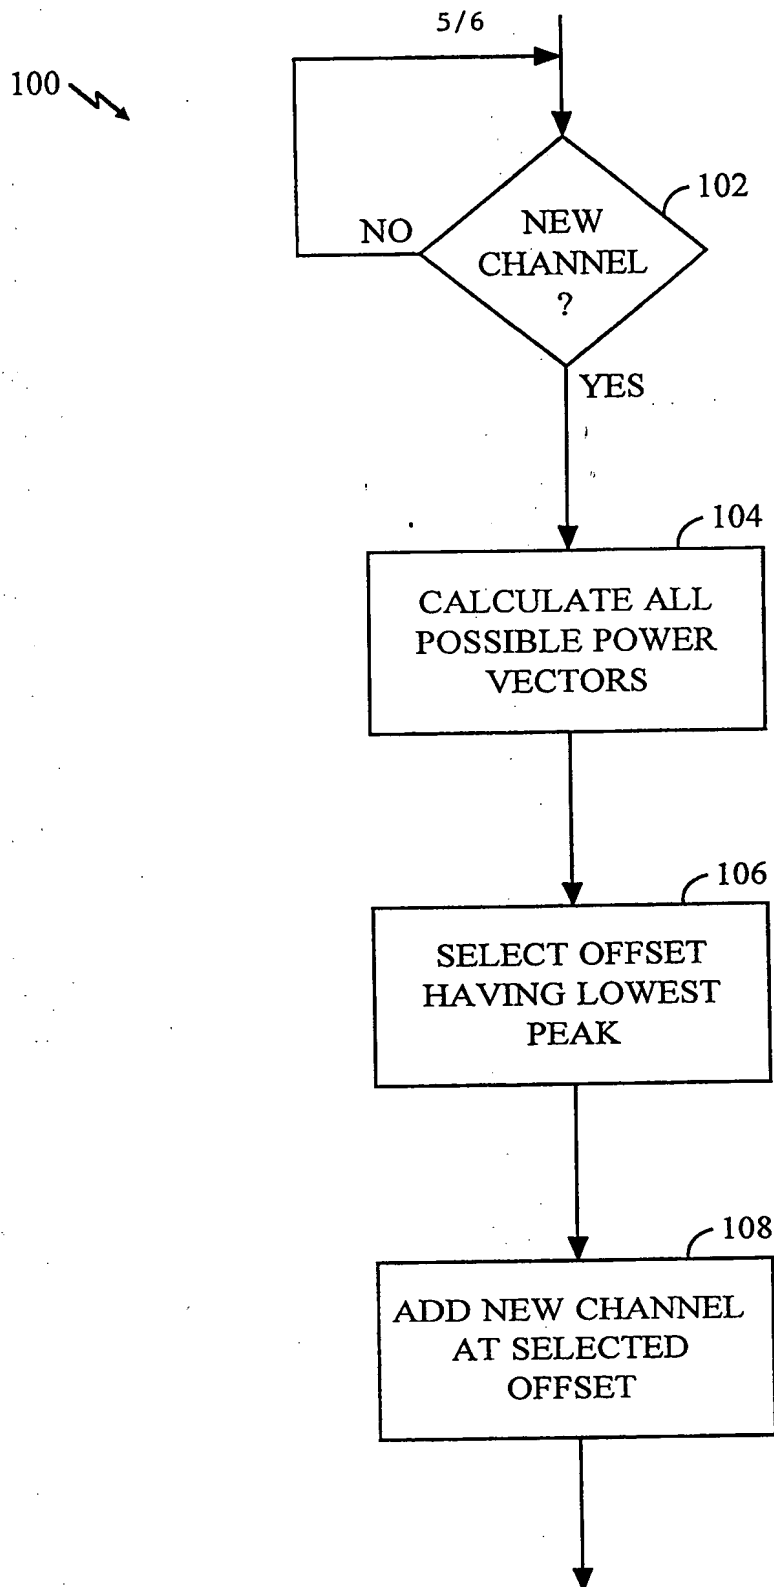 5/6
100
102
NEW
CHANNEL
?
NO
YES
104
CALCULATE ALL
POSSIBLE POWER
VECTORS
106
SELECT OFFSET
HAVING LOWEST
PEAK
108
ADD NEW CHANNEL
AT SELECTED
OFFSET